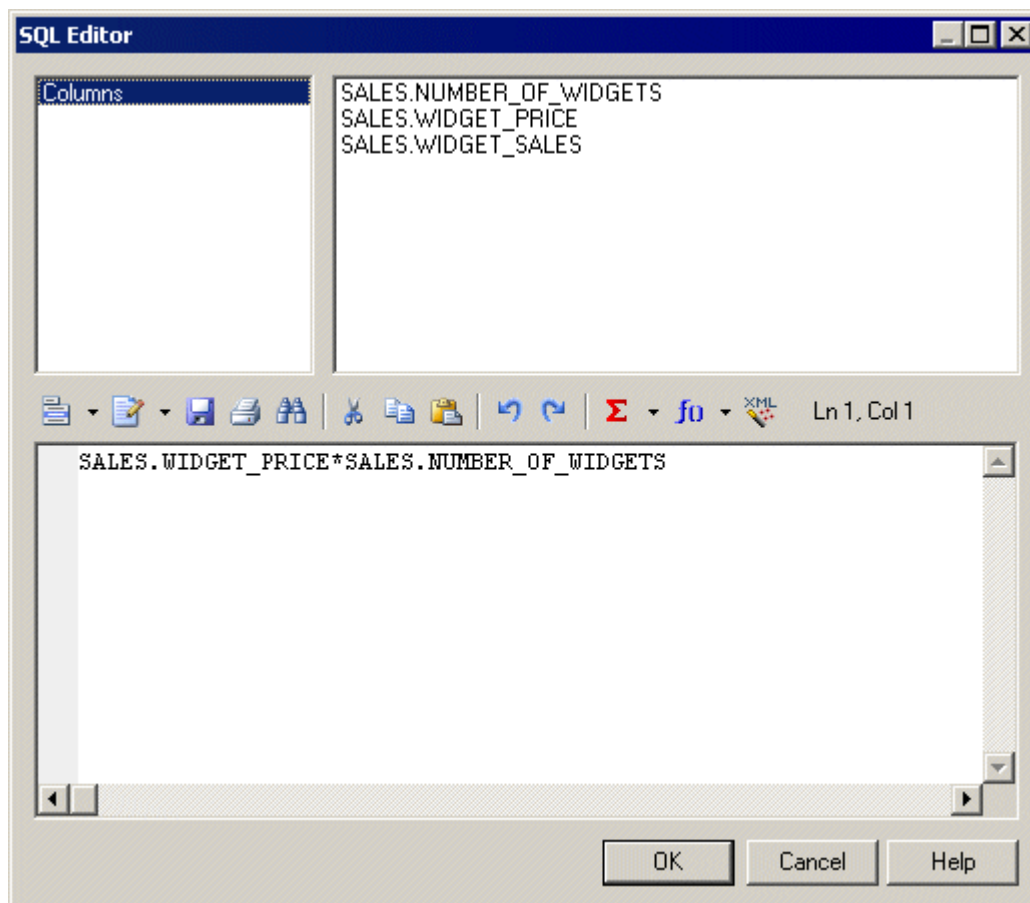 SQL Editor
Columns
SALES.NUMBER_OF_WIDGETS
SALES.WIDGET_PRICE
SALES.WIDGET_SALES
Σ f() XML Ln 1, Col 1
SALES.WIDGET_PRICE*SALES.NUMBER_OF_WIDGETS
OK Cancel Help